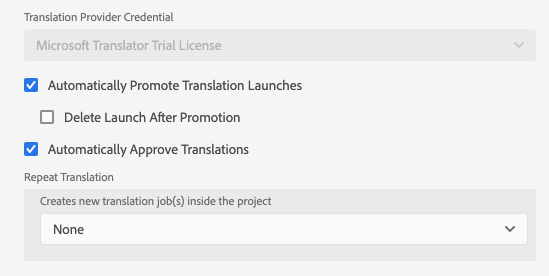 Translation Provider Credential
Microsoft Translator Trial License
Automatically Promote Translation Launches
Delete Launch After Promotion
Automatically Approve Translations
Repeat Translation
Creates new translation job(s) inside the project
None